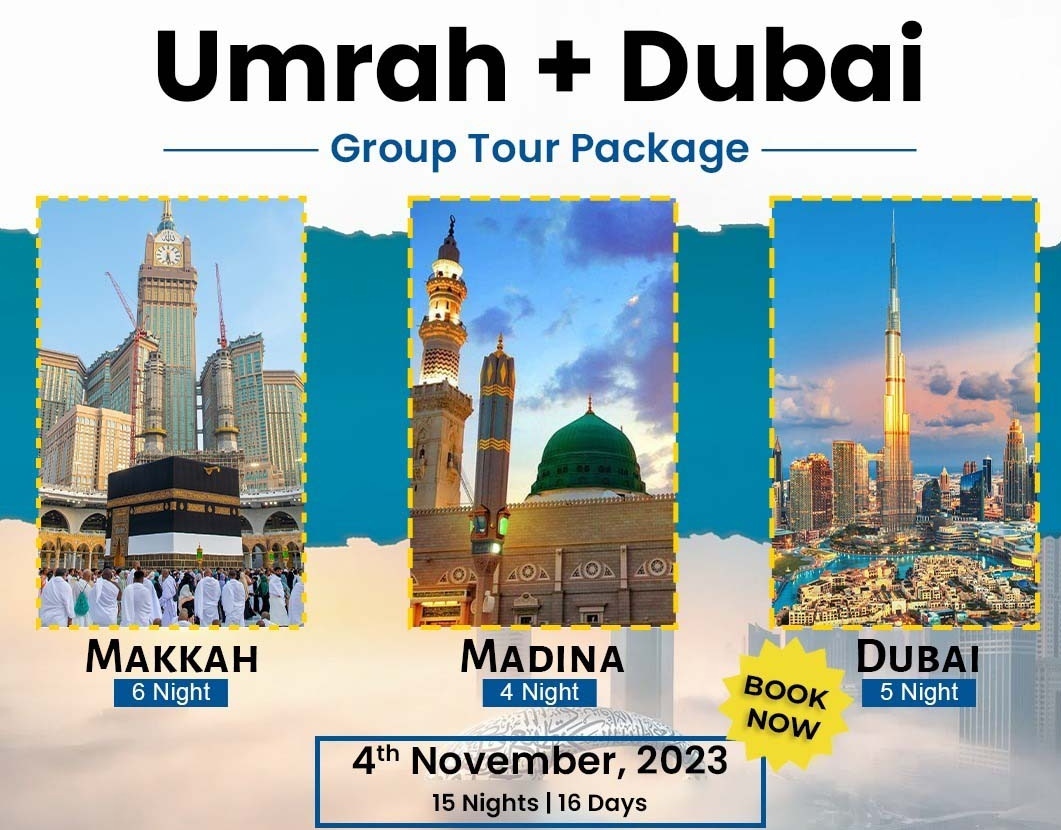 Umrah + Dubai
Group Tour Package
MAKKAH
6 Night
MADINA
4 Night
DUBAI
5 Night
BOOK
NOW
4th November, 2023
15 Nights | 16 Days